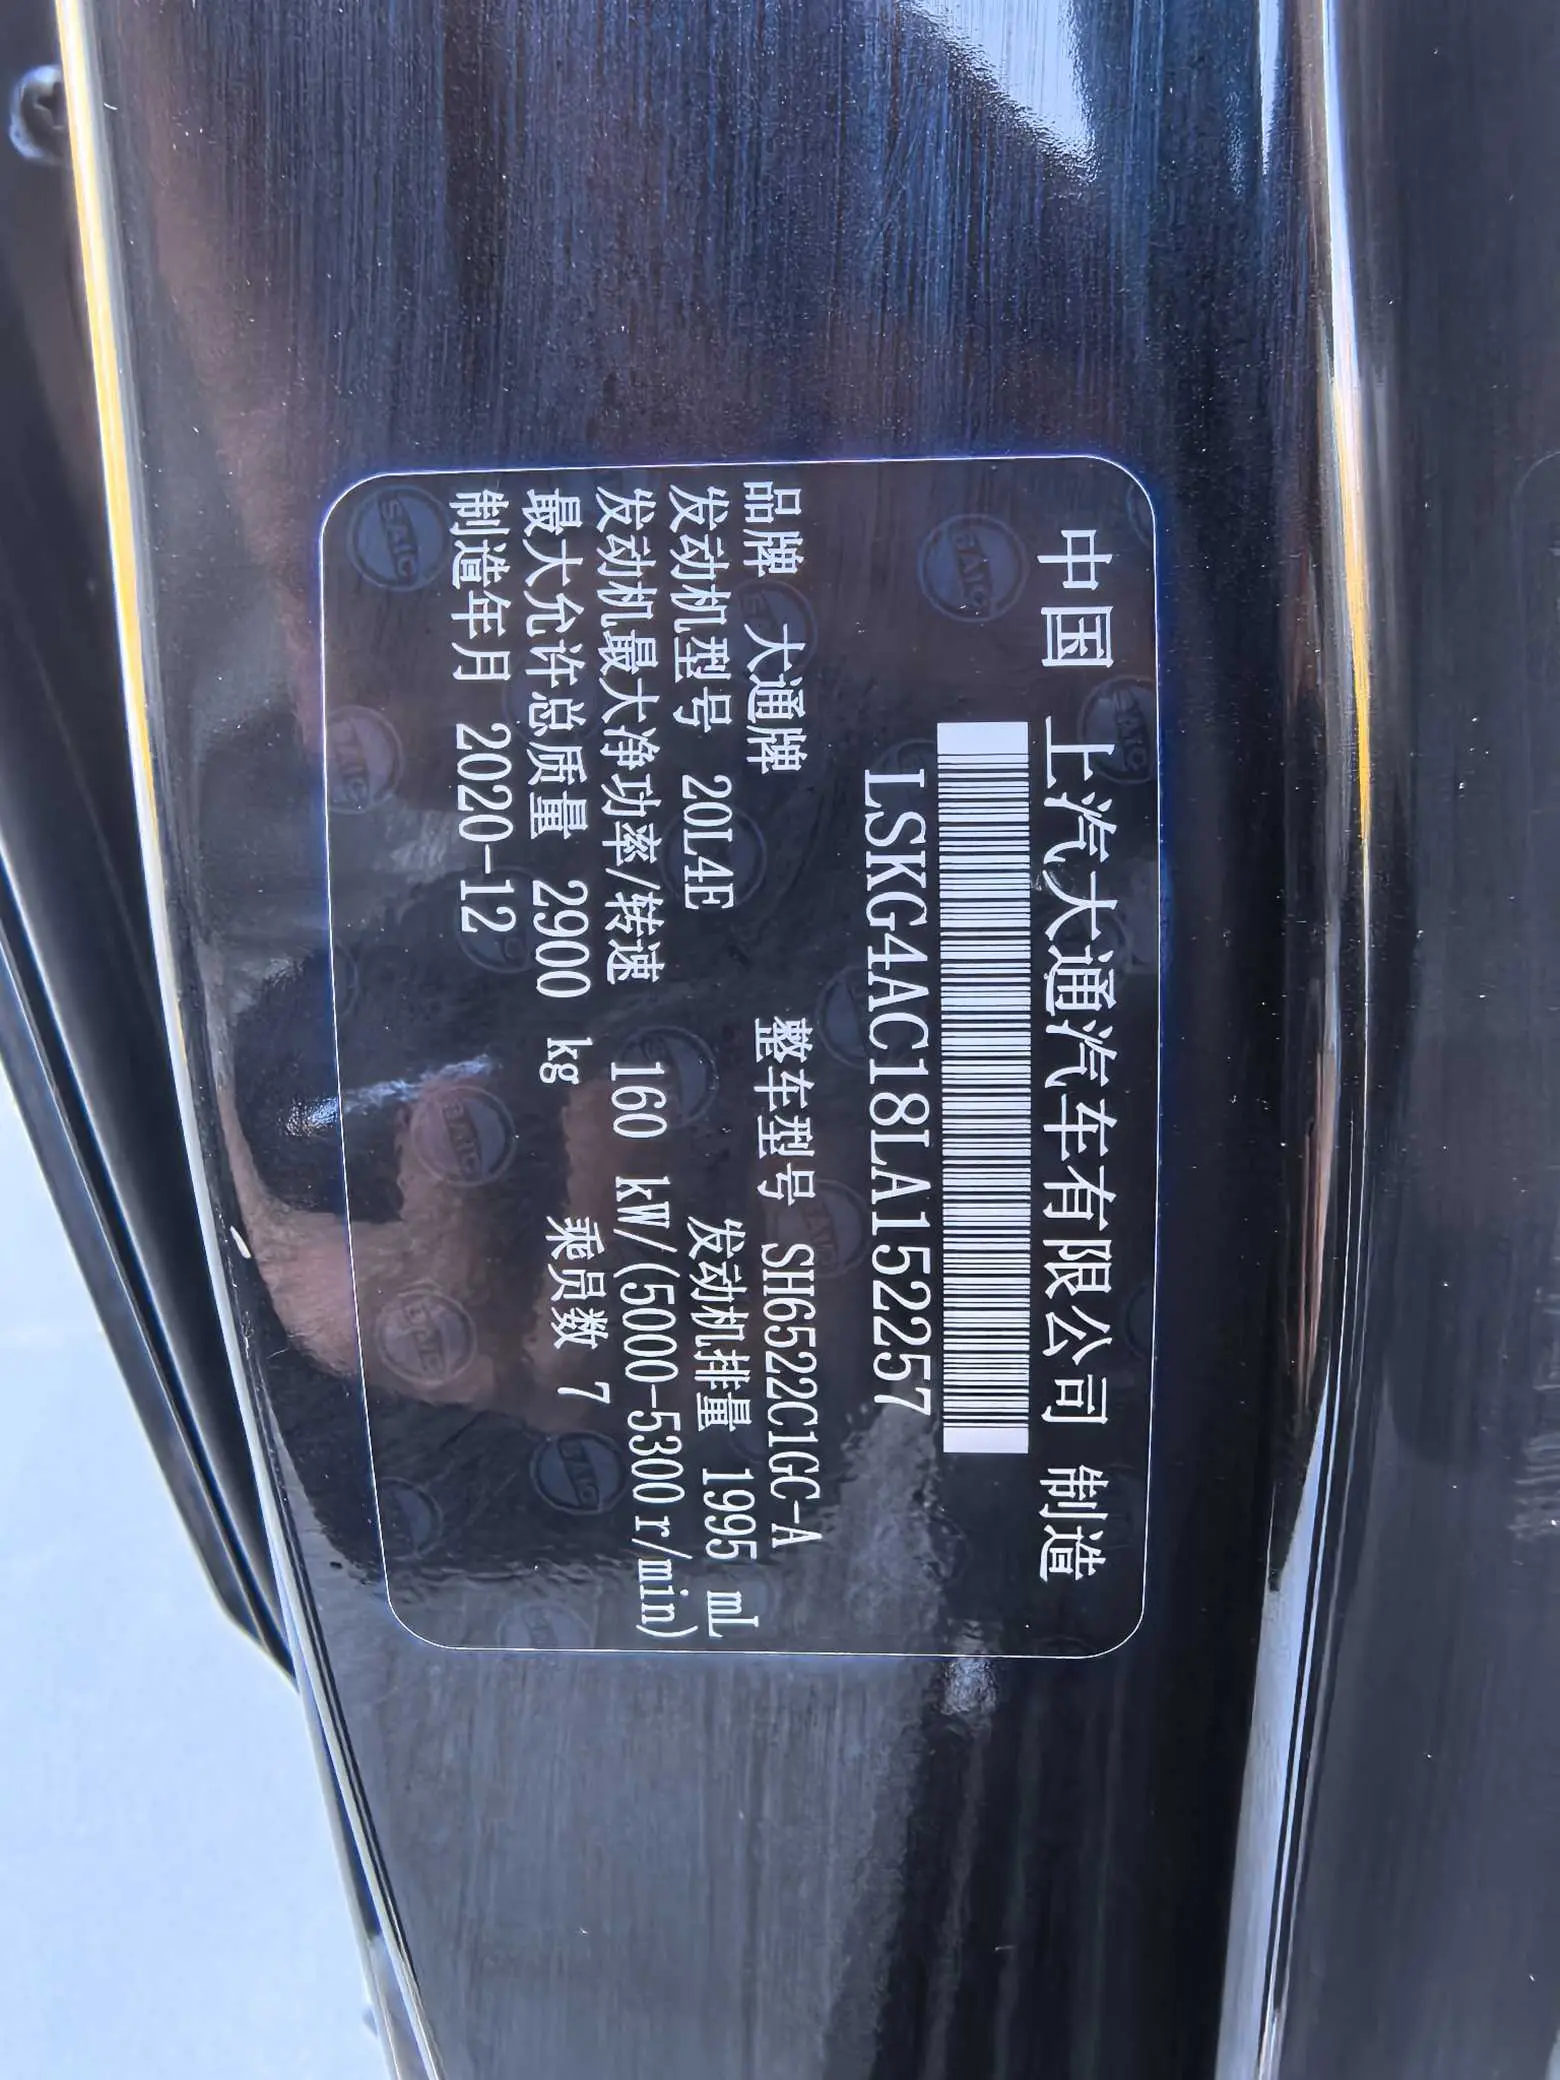 中国 上汽大通汽车有限公司 制造
LSKG4AC18LA152257
品牌 大通牌 整车型号 SH6522C1GC-A
发动机型号 20L4E 发动机排量 1995 mL
发动机最大净功率/转速 160 kW/(5000-5300r/min)
最大允许总质量 2900 kg 乘员数 7
制造年月 2020-12
SAIC